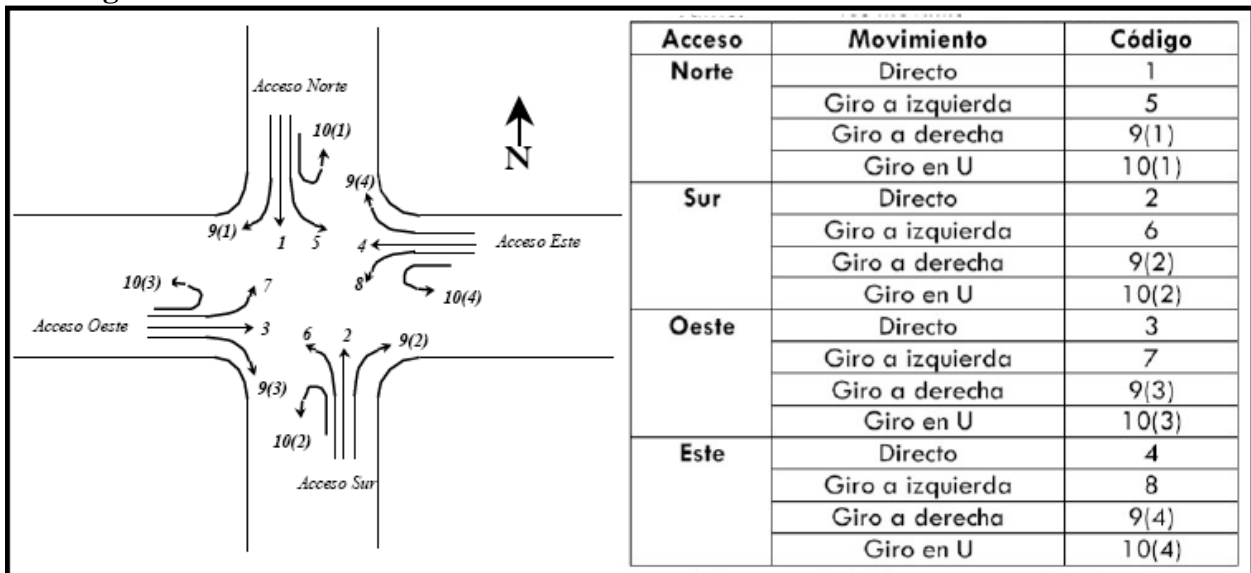 Acceso Norte
10(1)
N
9(4)
9(1)
1
5
4
Acceso Este
8
10(4)
10(3)
7
Acceso Oeste
3
6
2
9(2)
9(3)
10(2)
Acceso Sur
Acceso Movimiento Código
Norte Directo 1
Giro a izquierda 5
Giro a derecha 9(1)
Giro en U 10(1)
Sur Directo 2
Giro a izquierda 6
Giro a derecha 9(2)
Giro en U 10(2)
Oeste Directo 3
Giro a izquierda 7
Giro a derecha 9(3)
Giro en U 10(3)
Este Directo 4
Giro a izquierda 8
Giro a derecha 9(4)
Giro en U 10(4)